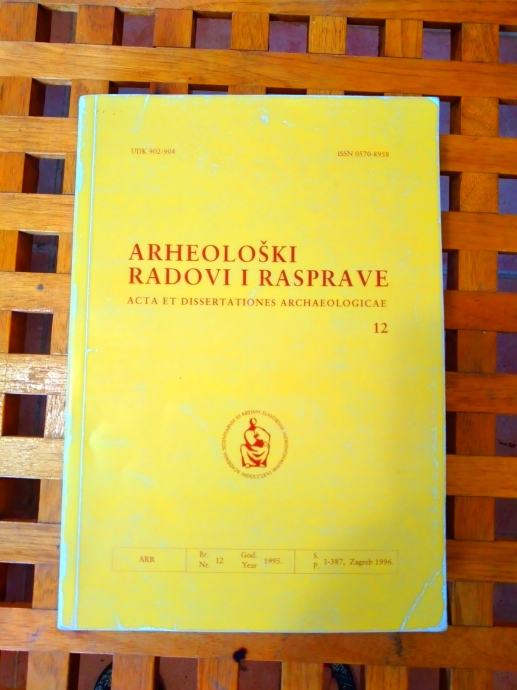 UDK 902-904
ISSN 0570-8958
ARHEOLOŠKI
RADOVI I RASPRAVE
ACTA ET DISSERTATIONES ARCHAEOLOGICAE
12
ARR
Br. Nr. 12
God. Year 1995.
S. P. 1-387, Zagreb 1996.